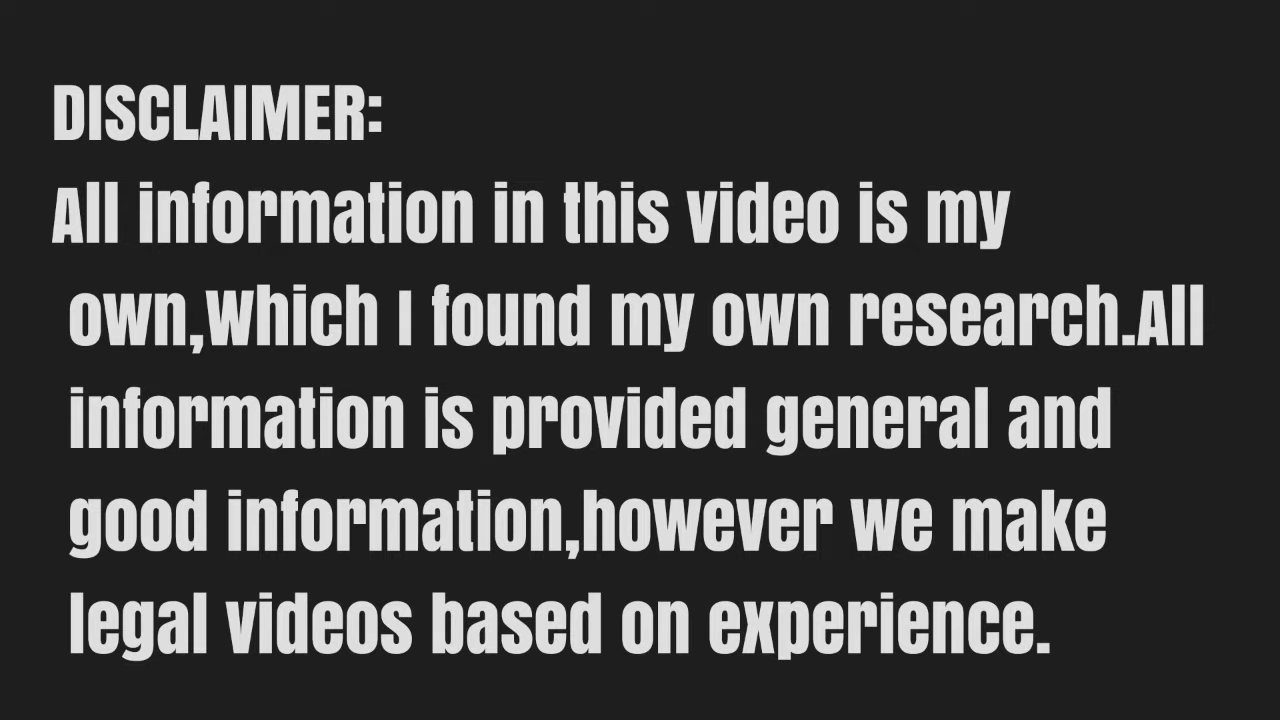 DISCLAIMER:
All information in this video is my
own,Which I found my own research.All
information is provided general and
good information,however we make
legal videos based on experience.